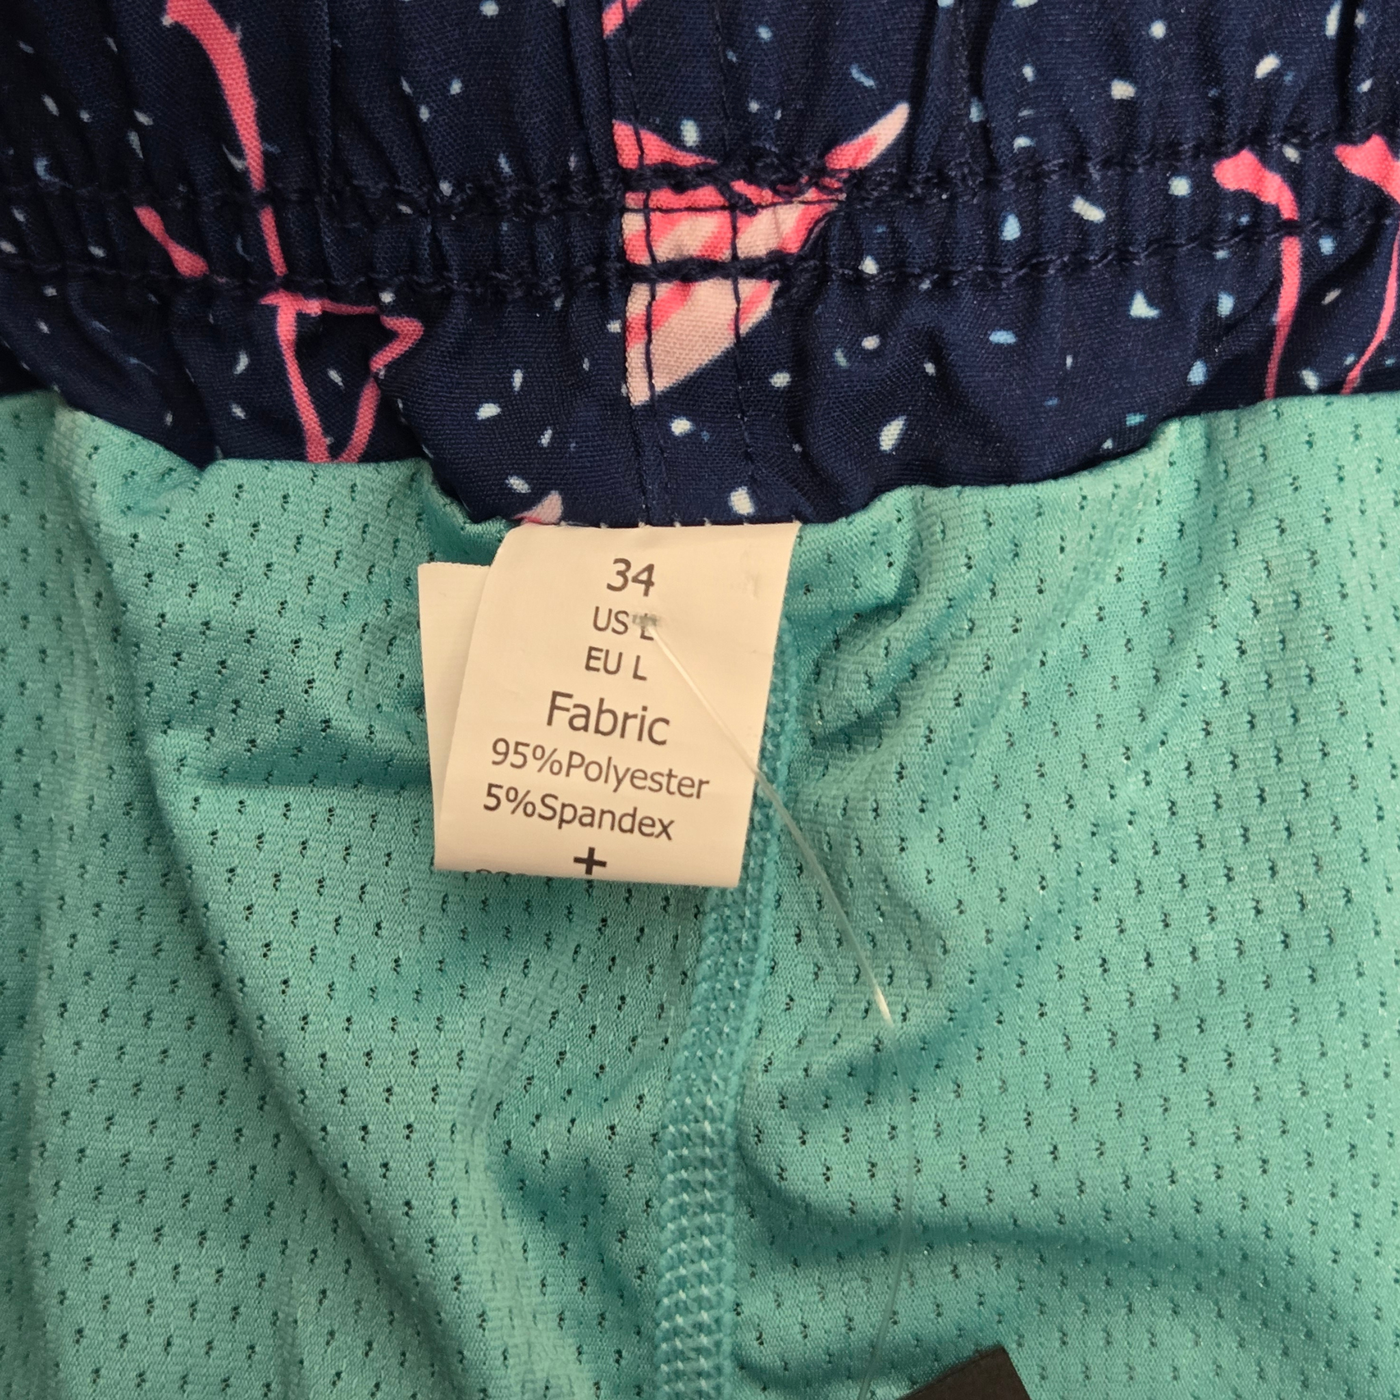 34
US L
EU L
Fabric
95%Polyester
5%Spandex
+